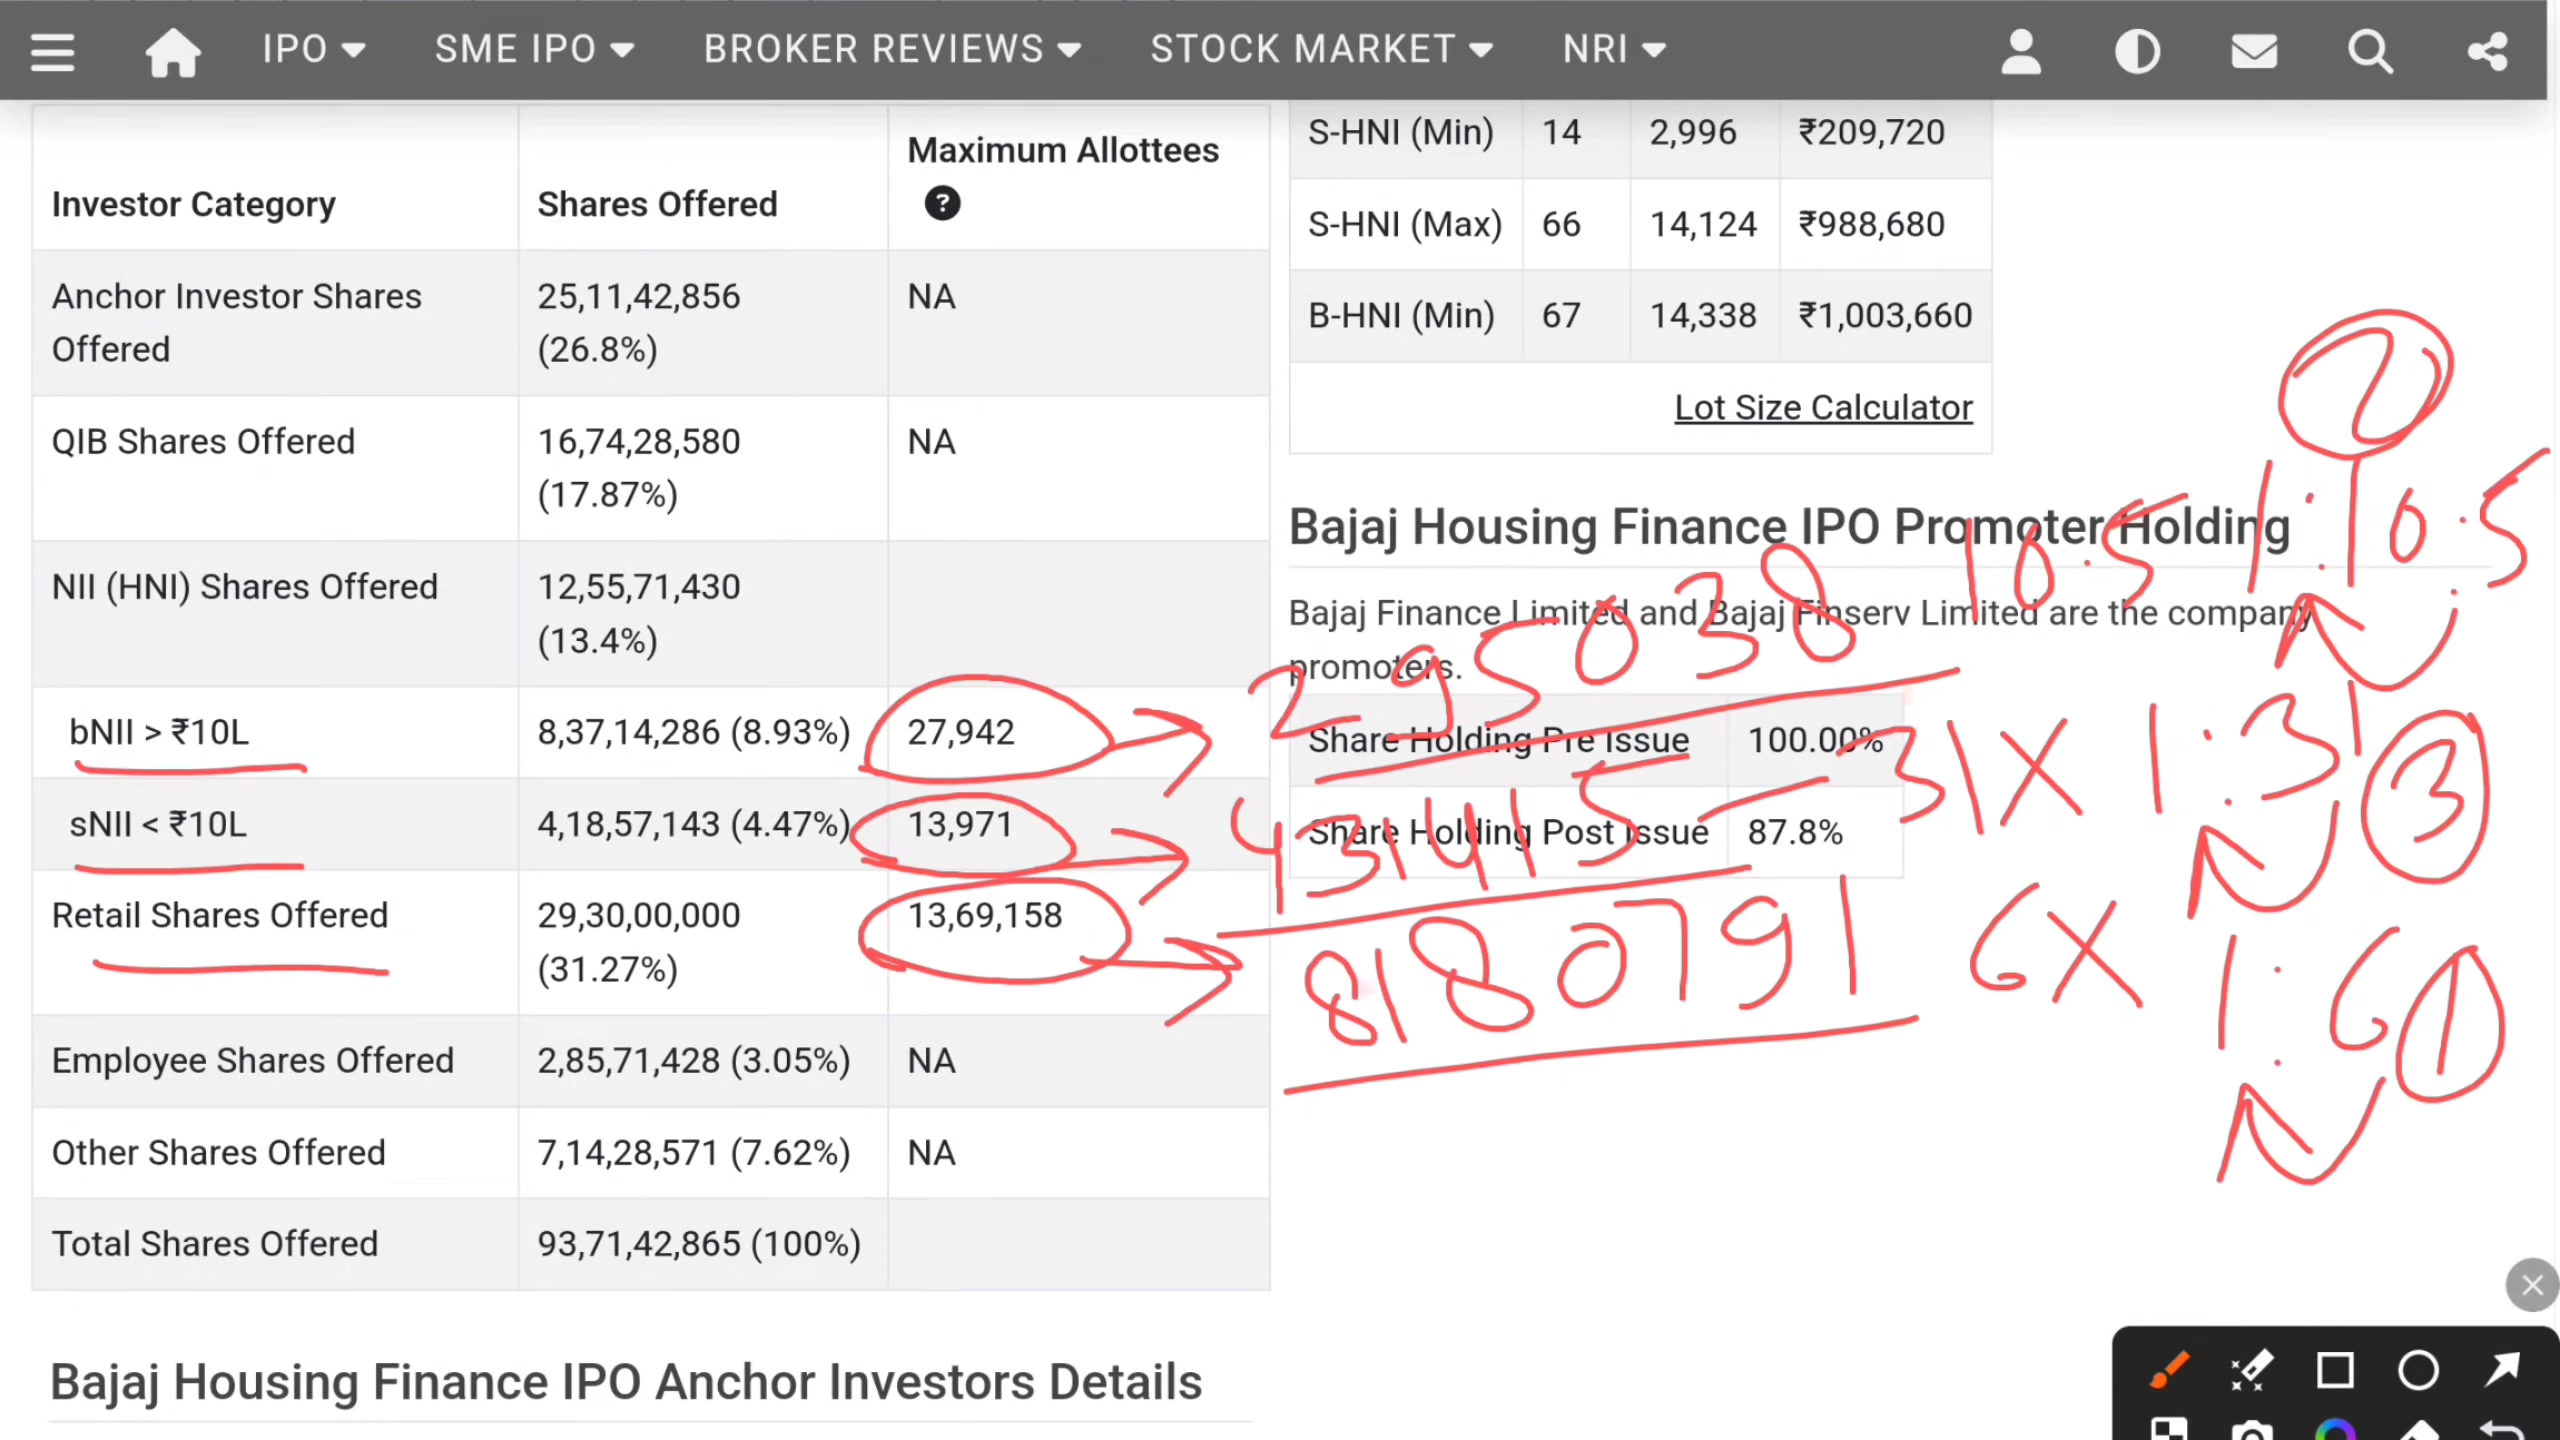 IPO SME IPO BROKER REVIEWS STOCK MARKET NRI
Investor Category Shares Offered Maximum Allottees ?
Anchor Investor Shares Offered 25,11,42,856 (26.8%) NA
QIB Shares Offered 16,74,28,580 (17.87%) NA
NII (HNI) Shares Offered 12,55,71,430 (13.4%)
bNII > ₹10L 8,37,14,286 (8.93%) 27,942
sNII < ₹10L 4,18,57,143 (4.47%) 13,971
Retail Shares Offered 29,30,00,000 (31.27%) 13,69,158
Employee Shares Offered 2,85,71,428 (3.05%) NA
Other Shares Offered 7,14,28,571 (7.62%) NA
Total Shares Offered 93,71,42,865 (100%)
Bajaj Housing Finance IPO Anchor Investors Details
S-HNI (Min) 14 2,996 ₹209,720
S-HNI (Max) 66 14,124 ₹988,680
B-HNI (Min) 67 14,338 ₹1,003,660
Lot Size Calculator
Bajaj Housing Finance IPO Promoter Holding
Bajaj Finance Limited and Bajaj Finserv Limited are the company
promoters.
Share Holding Pre Issue 100.00%
Share Holding Post Issue 87.8%
2
295038 10.5 1:10.5
431415 31X 1:31 3
8180791 6X 1:6 1